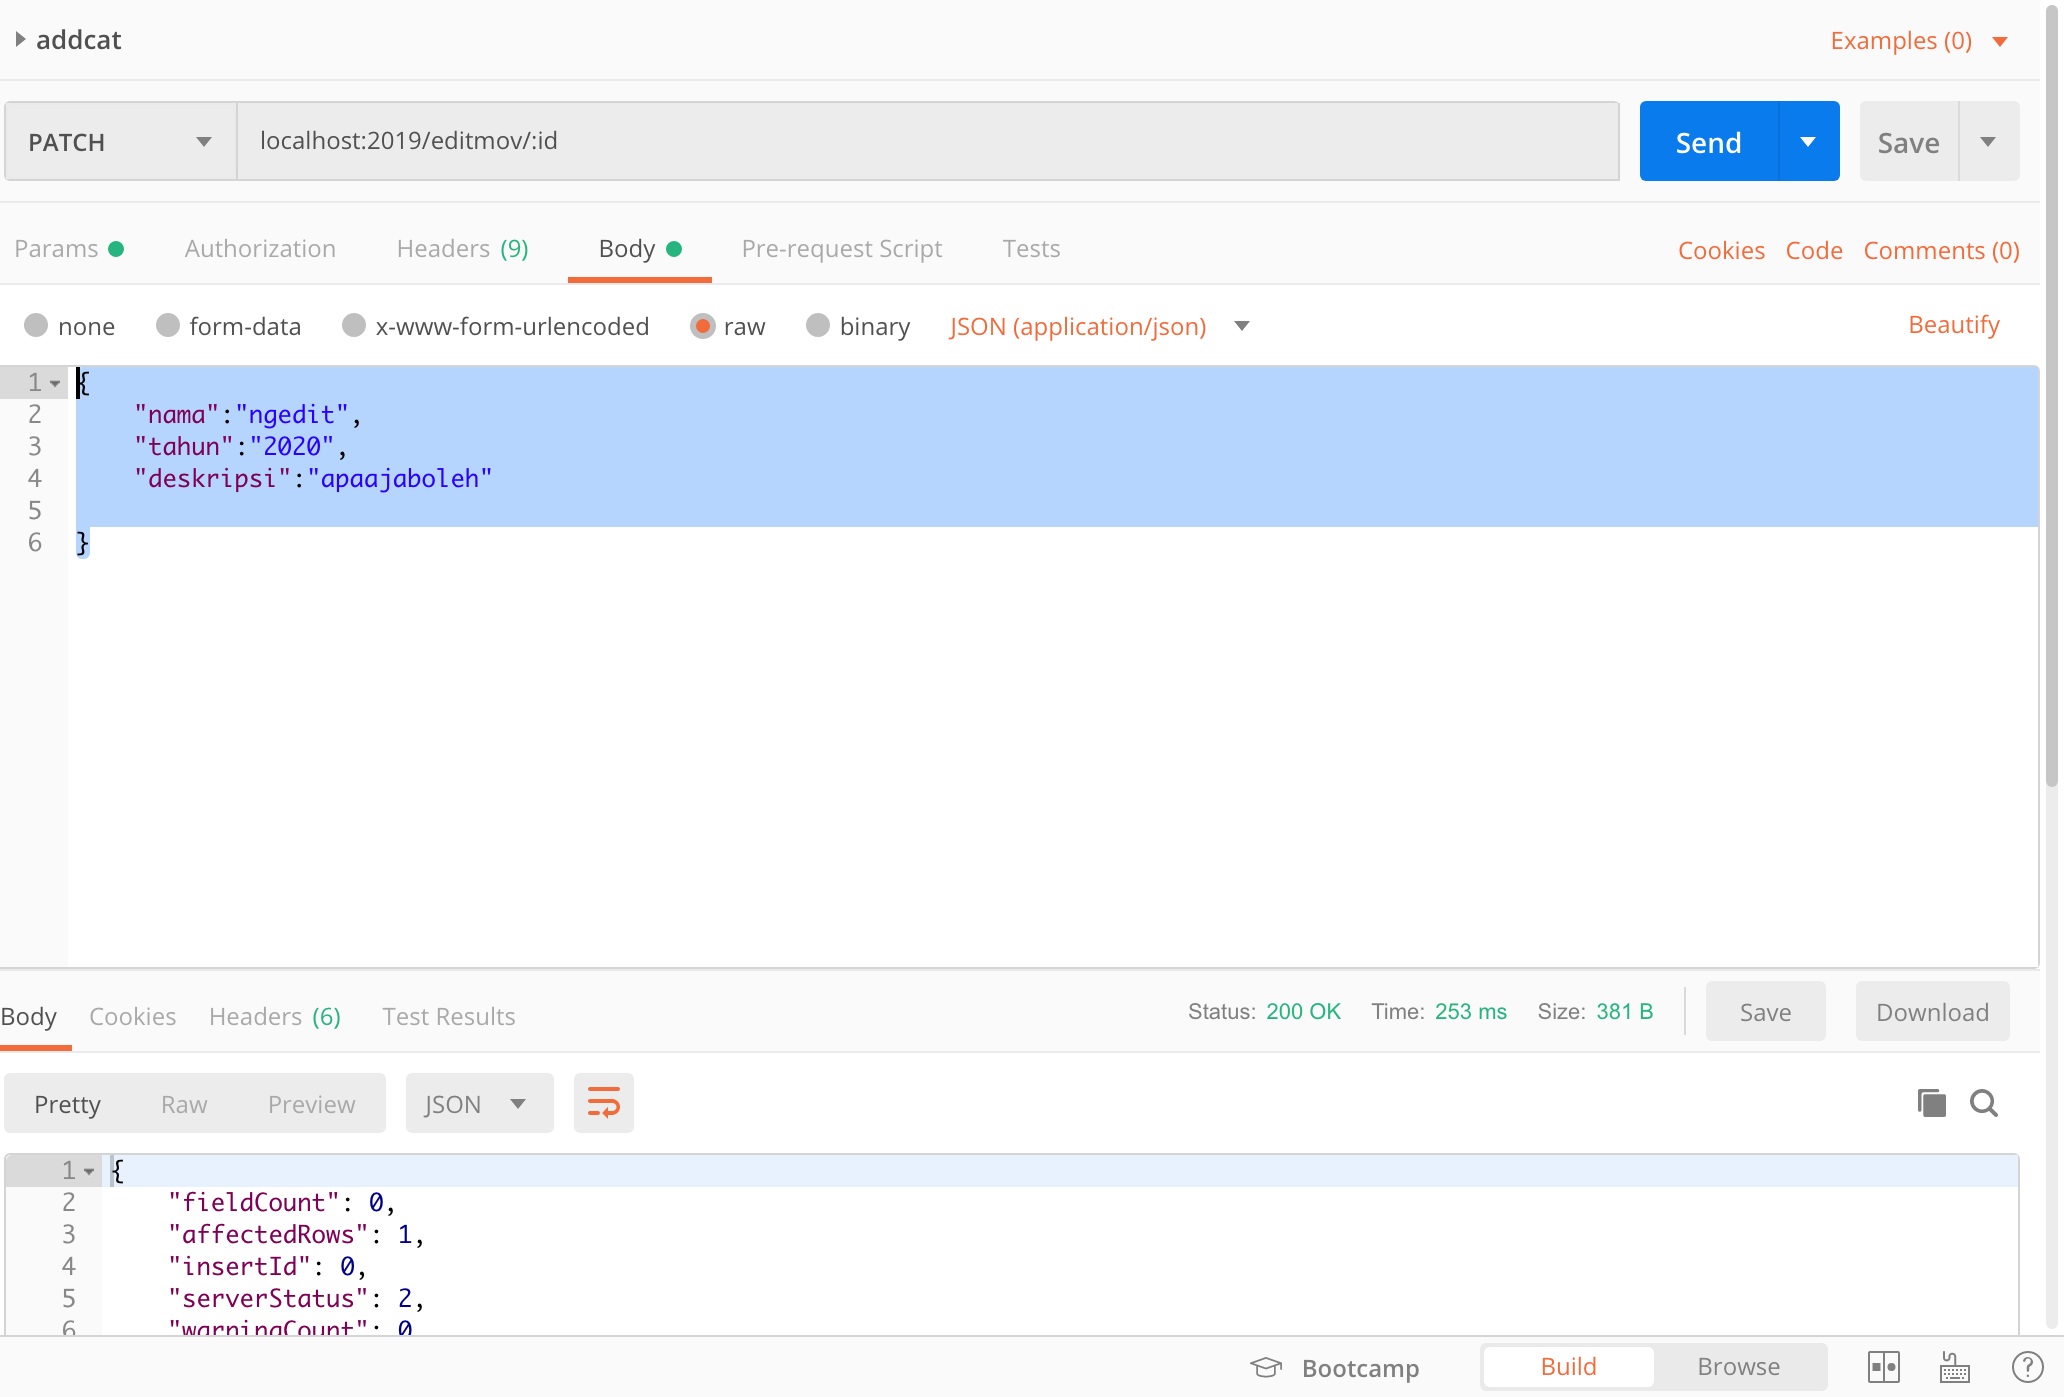 addcat
Examples (0)
PATCH
localhost:2019/editmov/:id
Send
Save
Params
Authorization
Headers (9)
Body
Pre-request Script
Tests
Cookies
Code
Comments (0)
none
form-data
x-www-form-urlencoded
raw
binary
JSON (application/json)
Beautify
1 {
2 "nama":"ngedit",
3 "tahun":"2020",
4 "deskripsi":"apaajaboleh"
5
6 }
Body
Cookies
Headers (6)
Test Results
Status: 200 OK
Time: 253 ms
Size: 381 B
Save
Download
Pretty
Raw
Preview
JSON
1 {
2 "fieldCount": 0,
3 "affectedRows": 1,
4 "insertId": 0,
5 "serverStatus": 2,
6 "warningCount": 0
Bootcamp
Build
Browse
?